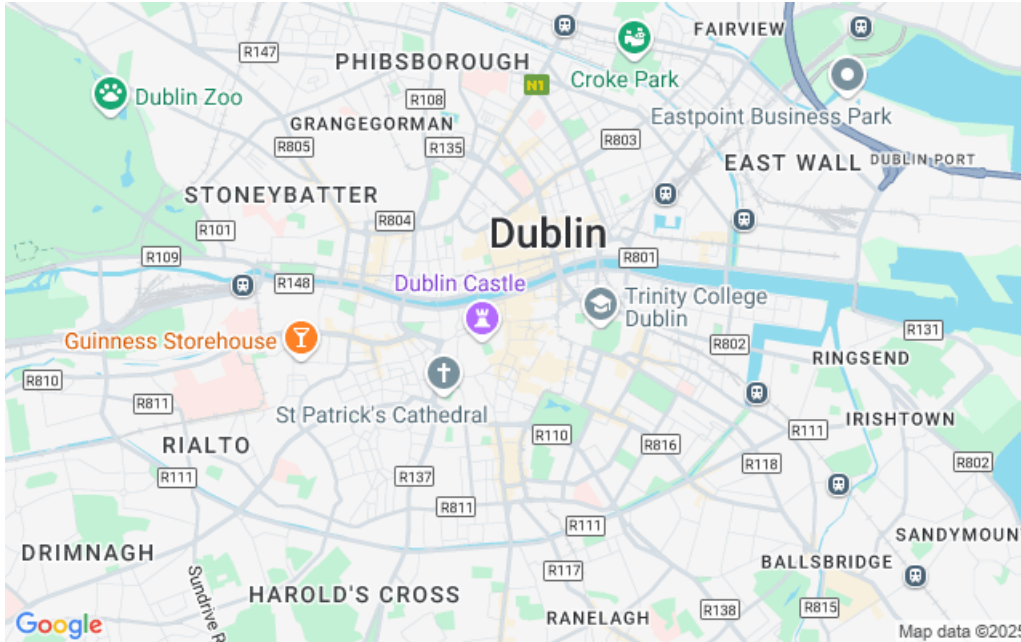 FAIRVIEW
R147
PHIBSBOROUGH
Croke Park
N1
Dublin Zoo
R108
Eastpoint Business Park
GRANGEGORMAN
R803
R805
R135
EAST WALL
DUBLIN PORT
STONEYBATTER
R804
R101
Dublin
R109
R801
R148
Dublin Castle
Trinity College
Dublin
R131
Guinness Storehouse
R802
RINGSEND
R810
R811
St Patrick's Cathedral
IRISHTOWN
R110
R111
RIALTO
R816
R118
R802
R111
R137
R811
R111
SANDYMOUN
DRIMNAGH
BALLSBRIDGE
R117
Sundrive R
HAROLD'S CROSS
R138
R815
RANELAGH
Google
Map data ©2025